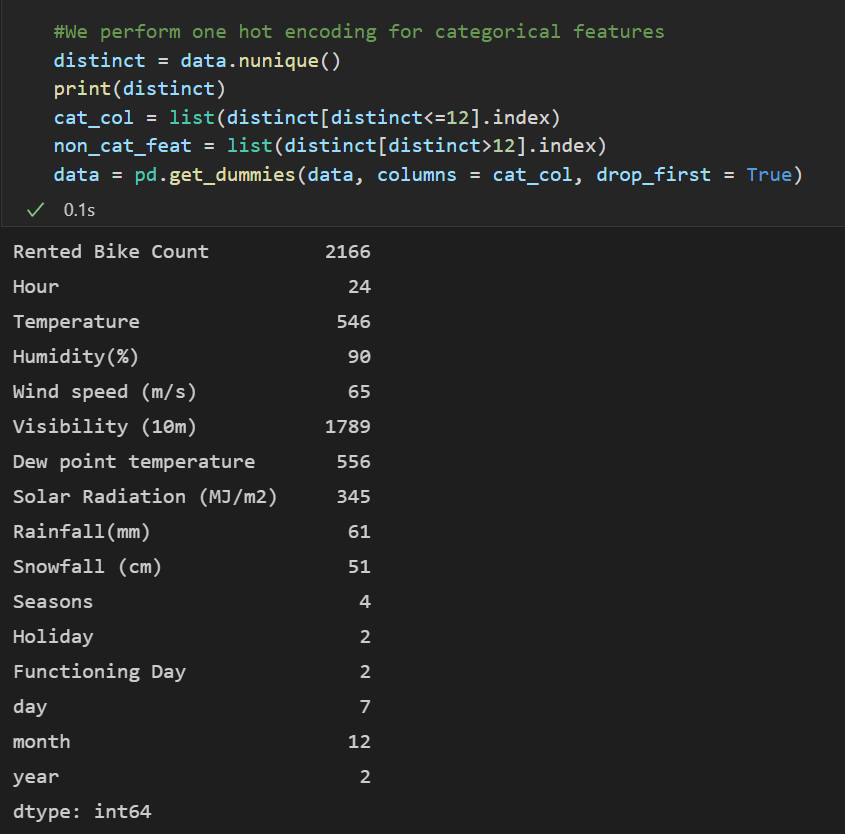 #We perform one hot encoding for categorical features
distinct = data.nunique()
print(distinct)
cat_col = list(distinct[distinct<=12].index)
non_cat_feat = list(distinct[distinct>12].index)
data = pd.get_dummies(data, columns = cat_col, drop_first = True)
✓ 0.1s
Rented Bike Count 2166
Hour 24
Temperature 546
Humidity(%) 90
Wind speed (m/s) 65
Visibility (10m) 1789
Dew point temperature 556
Solar Radiation (MJ/m2) 345
Rainfall(mm) 61
Snowfall (cm) 51
Seasons 4
Holiday 2
Functioning Day 2
day 7
month 12
year 2
dtype: int64